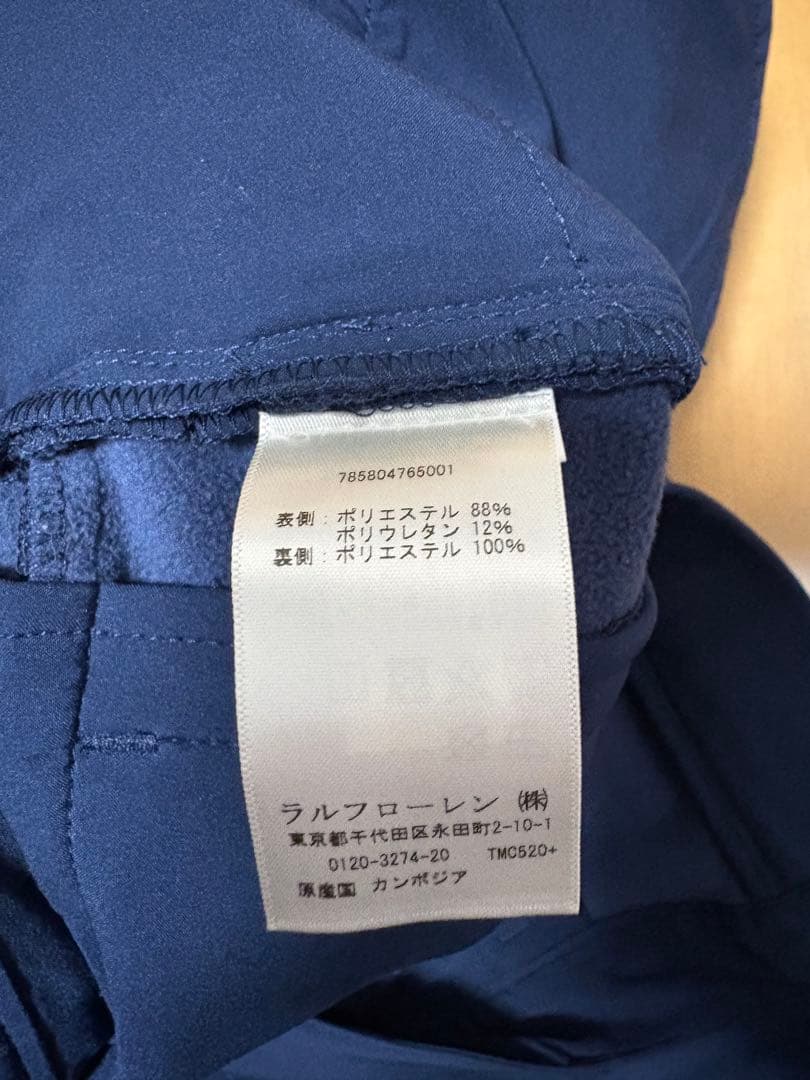 785804765001
表側：ポリエステル 88%
ポリウレタン 12%
裏側：ポリエステル 100%
ラルフローレン ㈱
東京都千代田区永田町2-10-1
0120-3274-20 TMC520+
原産国 カンボジア